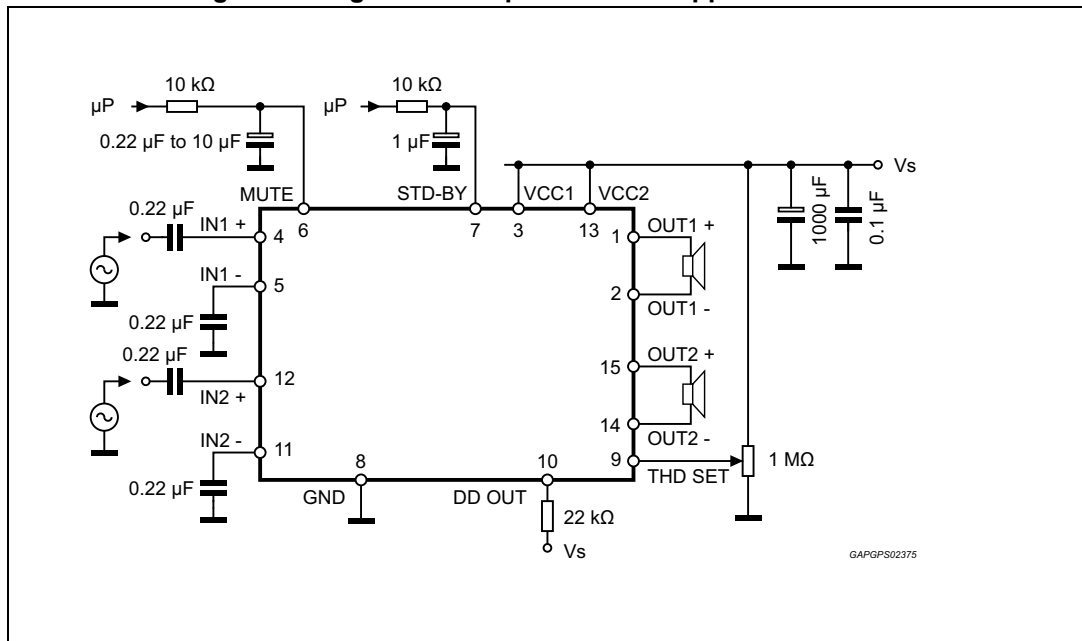 10 kΩ
10 kΩ
µP
µP
0.22 µF to 10 µF
1 µF
Vs
MUTE
STD-BY
VCC1
VCC2
1000 µF
0.1 µF
0.22 µF
IN1 +
4
6
7
3
13
1
OUT1 +
IN1 -
5
2
OUT1 -
0.22 µF
0.22 µF
15
OUT2 +
12
IN2 +
14
OUT2 -
IN2 -
11
8
10
9
THD SET
1 MΩ
0.22 µF
GND
DD OUT
22 kΩ
Vs
GAPGPS02375